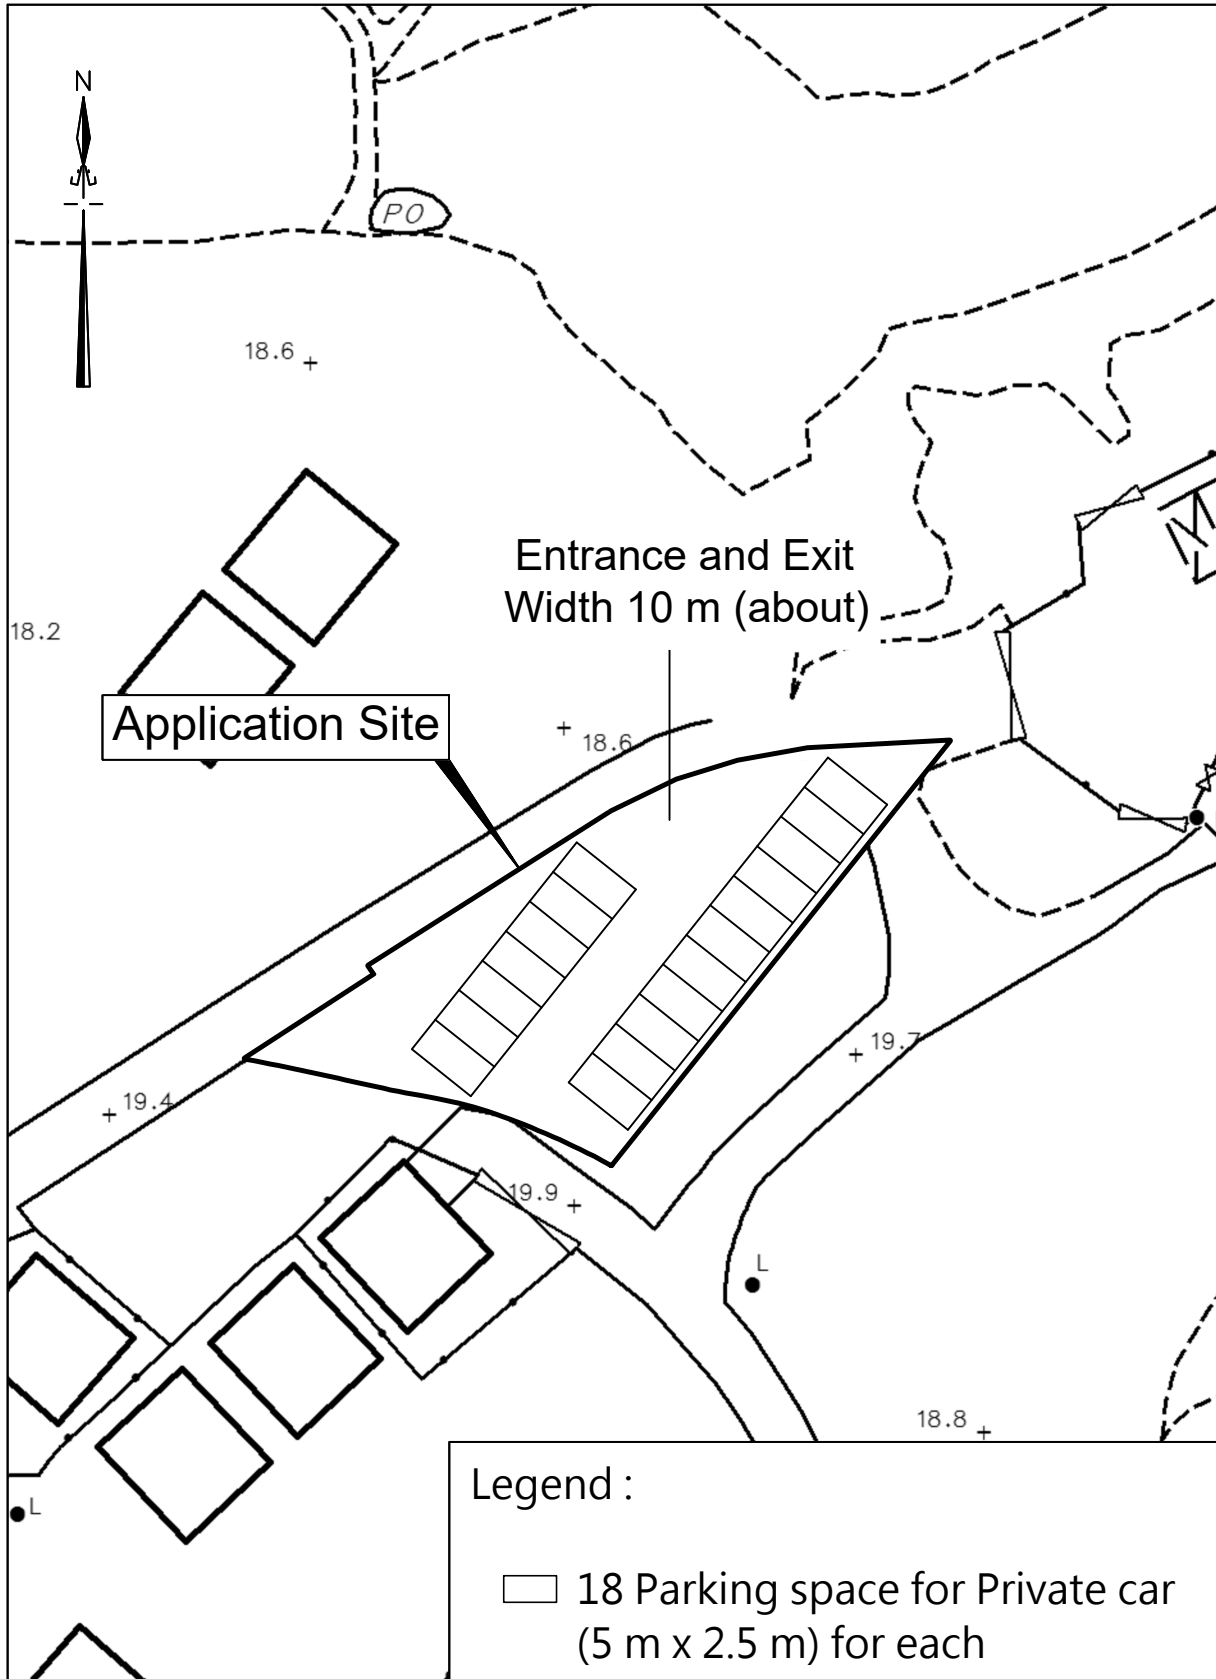 N
PO
18.6
Entrance and Exit
Width 10 m (about)
18.2
Application Site
18.6
19.7
19.4
19.9
L
18.8
L
Legend :
18 Parking space for Private car
(5 m x 2.5 m) for each